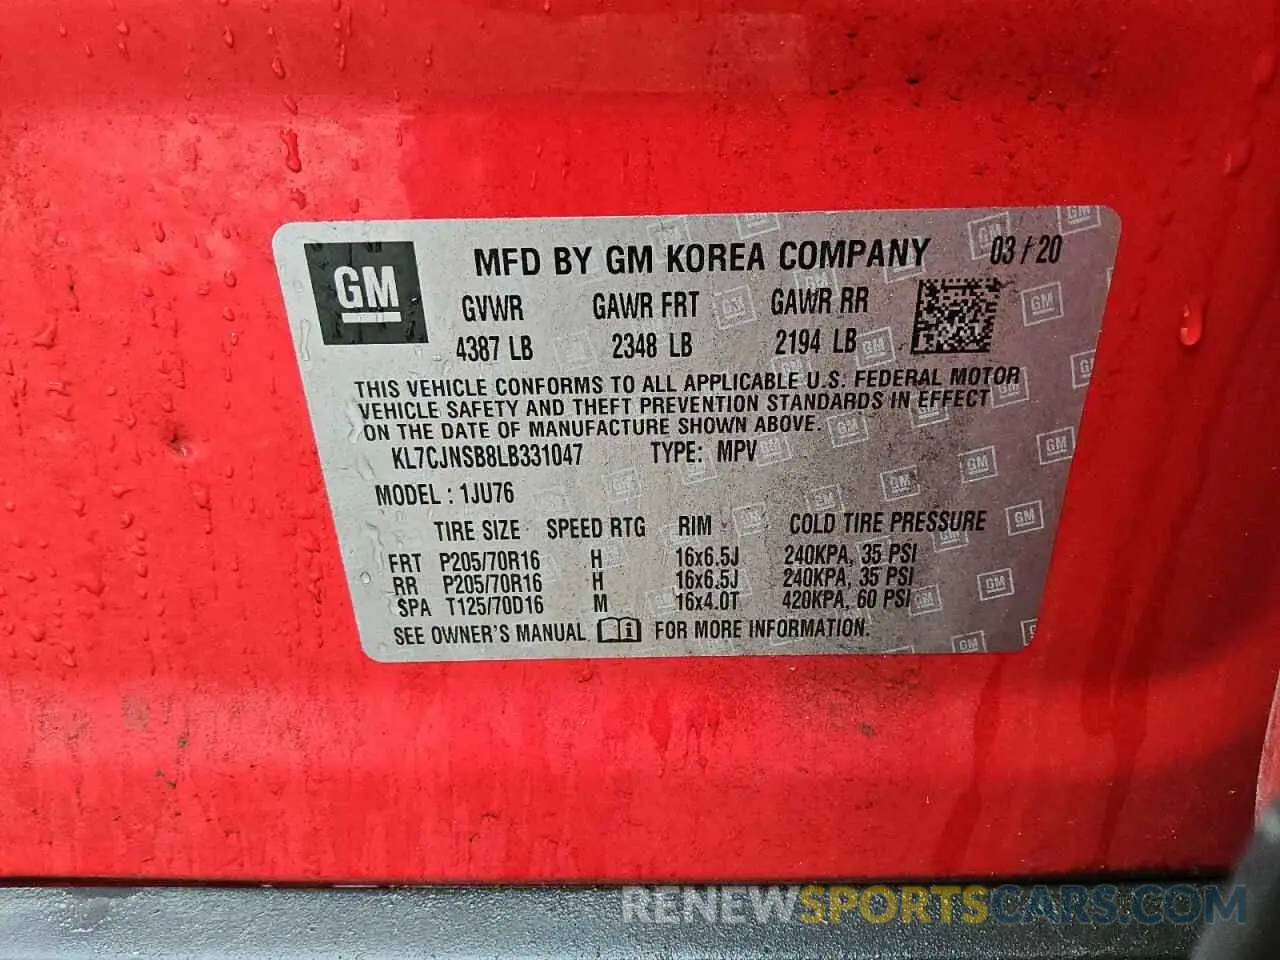 MFD BY GM KOREA COMPANY 03/20
GM
GVWR GAWR FRT GAWR RR
4387 LB 2348 LB 2194 LB
THIS VEHICLE CONFORMS TO ALL APPLICABLE U.S. FEDERAL MOTOR
VEHICLE SAFETY AND THEFT PREVENTION STANDARDS IN EFFECT
ON THE DATE OF MANUFACTURE SHOWN ABOVE.
KL7CJNSB8LB331047 TYPE: MPV
MODEL : 1JU76
TIRE SIZE SPEED RTG RIM COLD TIRE PRESSURE
FRT P205/70R16 H 16x6.5J 240KPA, 35 PSI
RR P205/70R16 H 16x6.5J 240KPA, 35 PSI
SPA T125/70D16 M 16x4.0T 420KPA, 60 PSI
SEE OWNER'S MANUAL FOR MORE INFORMATION.
RENEWSPORTSCARS.COM